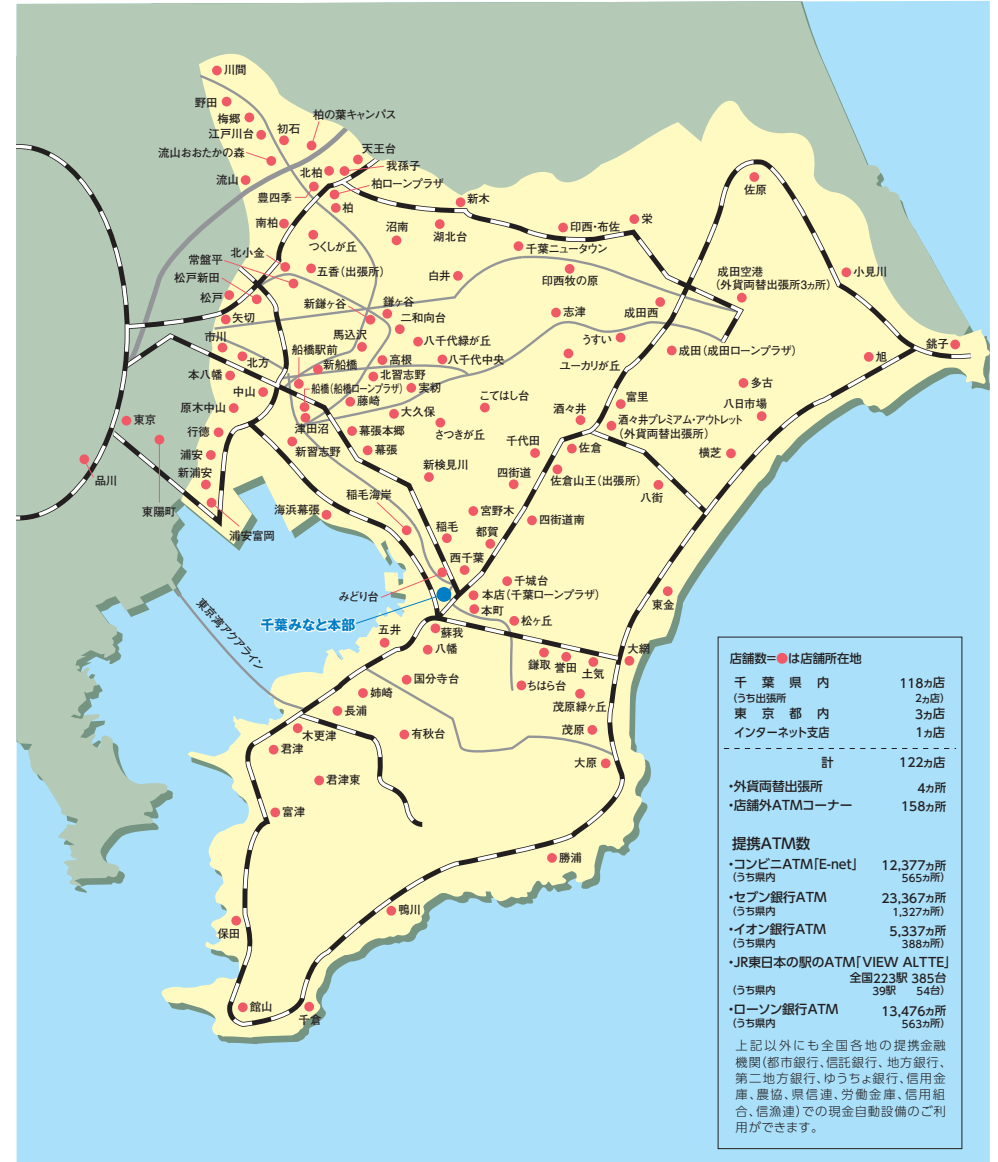 川間
野田
梅郷
柏の葉キャンパス
江戸川台
初石
流山おおたかの森
天王台
北柏
我孫子
流山
柏ローンプラザ
豊四季
柏
新木
南柏
沼南
湖北台
印西・布佐
栄
佐原
つくしが丘
千葉ニュータウン
北小金
常盤平
五香(出張所)
白井
印西牧の原
成田空港
(外貨両替出張所3ヵ所)
小見川
松戸新田
松戸
新鎌ヶ谷
鎌ヶ谷
二和向台
志津
成田西
矢切
市川
馬込沢
八千代緑が丘
うすい
銚子
北方
船橋駅前
新船橋
高根
八千代中央
ユーカリが丘
成田(成田ローンプラザ)
旭
本八幡
中山
船橋(船橋ローンプラザ)
北習志野
実籾
多古
原木中山
藤崎
大久保
こてはし台
酒々井
富里
八日市場
東京
行徳
津田沼
幕張本郷
さつきが丘
酒々井プレミアム・アウトレット
(外貨両替出張所)
新習志野
幕張
千代田
佐倉
横芝
浦安
品川
新浦安
新検見川
四街道
佐倉山王(出張所)
八街
東陽町
浦安富岡
海浜幕張
稲毛海岸
宮野木
四街道南
稲毛
都賀
西千葉
みどり台
千城台
本店(千葉ローンプラザ)
東金
東京湾アクアライン
千葉みなと本部
本町
松ヶ丘
五井
蘇我
八幡
鎌取
誉田
土気
大網
国分寺台
ちはら台
姉崎
茂原緑ヶ丘
長浦
木更津
有秋台
茂原
君津
大原
君津東
富津
勝浦
鴨川
保田
館山
千倉
店舗数=●は店舗所在地
千葉県内 118ヵ店
(うち出張所 2ヵ店)
東京都内 3ヵ店
インターネット支店 1ヵ店
計 122ヵ店
・外貨両替出張所 4ヵ所
・店舗外ATMコーナー 158ヵ所
提携ATM数
・コンビニATM「E-net」 12,377ヵ所
(うち県内 565ヵ所)
・セブン銀行ATM 23,367ヵ所
(うち県内 1,327ヵ所)
・イオン銀行ATM 5,337ヵ所
(うち県内 388ヵ所)
・JR東日本の駅のATM「VIEW ALTTE」
全国223駅 385台
(うち県内 39駅 54台)
・ローソン銀行ATM 13,476ヵ所
(うち県内 563ヵ所)
上記以外にも全国各地の提携金融
機関(都市銀行、信託銀行、地方銀行、
第二地方銀行、ゆうちょ銀行、信用金
庫、農協、県信連、労働金庫、信用組
合、信漁連)での現金自動設備のご利
用ができます。